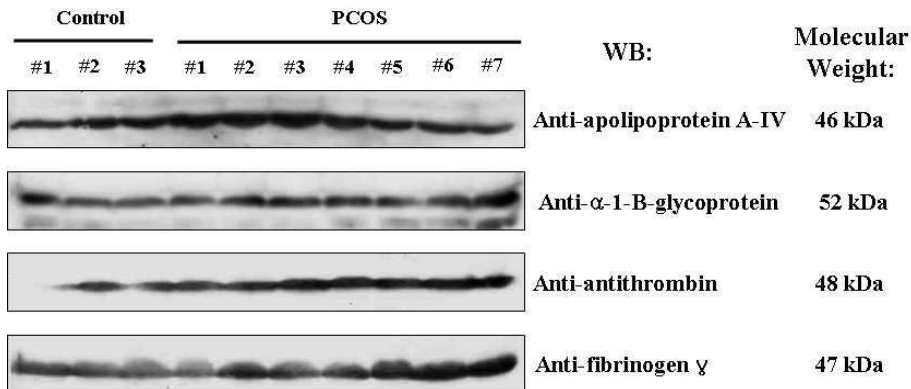 Control PCOS
#1 #2 #3 #1 #2 #3 #4 #5 #6 #7
WB:
Molecular
Weight:
Anti-apolipoprotein A-IV 46 kDa
Anti-α-1-B-glycoprotein 52 kDa
Anti-antithrombin 48 kDa
Anti-fibrinogen γ 47 kDa